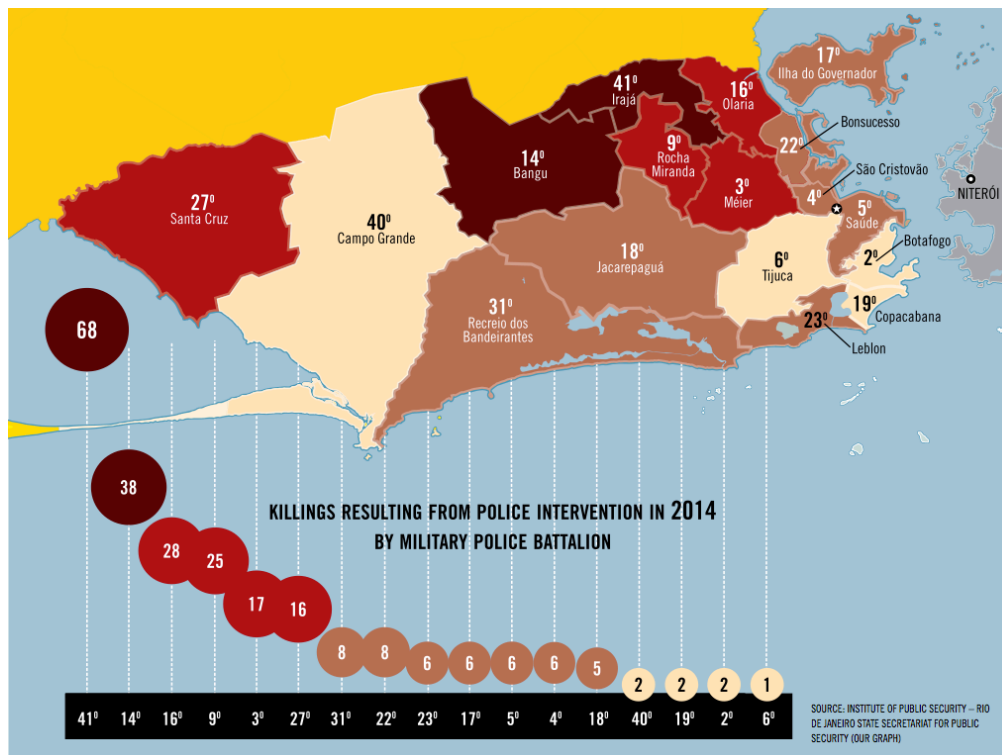 17º
Ilha do Governador
41º
Irajá
16º
Olaria
Bonsucesso
22º
9º
Rocha
Miranda
14º
Bangu
São Cristovão
3º
Méier
4º
NITERÓI
27º
Santa Cruz
5º
Saúde
40º
Campo Grande
Botafogo
2º
18º
Jacarepaguá
6º
Tijuca
31º
Recreio dos
Bandeirantes
19º
Copacabana
23º
Leblon
68
38
KILLINGS RESULTING FROM POLICE INTERVENTION IN 2014
BY MILITARY POLICE BATTALION
28
25
17
16
8
8
6
6
6
6
5
2
2
2
1
41º 14º 16º 9º 3º 27º 31º 22º 23º 17º 5º 4º 18º 40º 19º 2º 6º
SOURCE: INSTITUTE OF PUBLIC SECURITY – RIO
DE JANEIRO STATE SECRETARIAT FOR PUBLIC
SECURITY (OUR GRAPH)